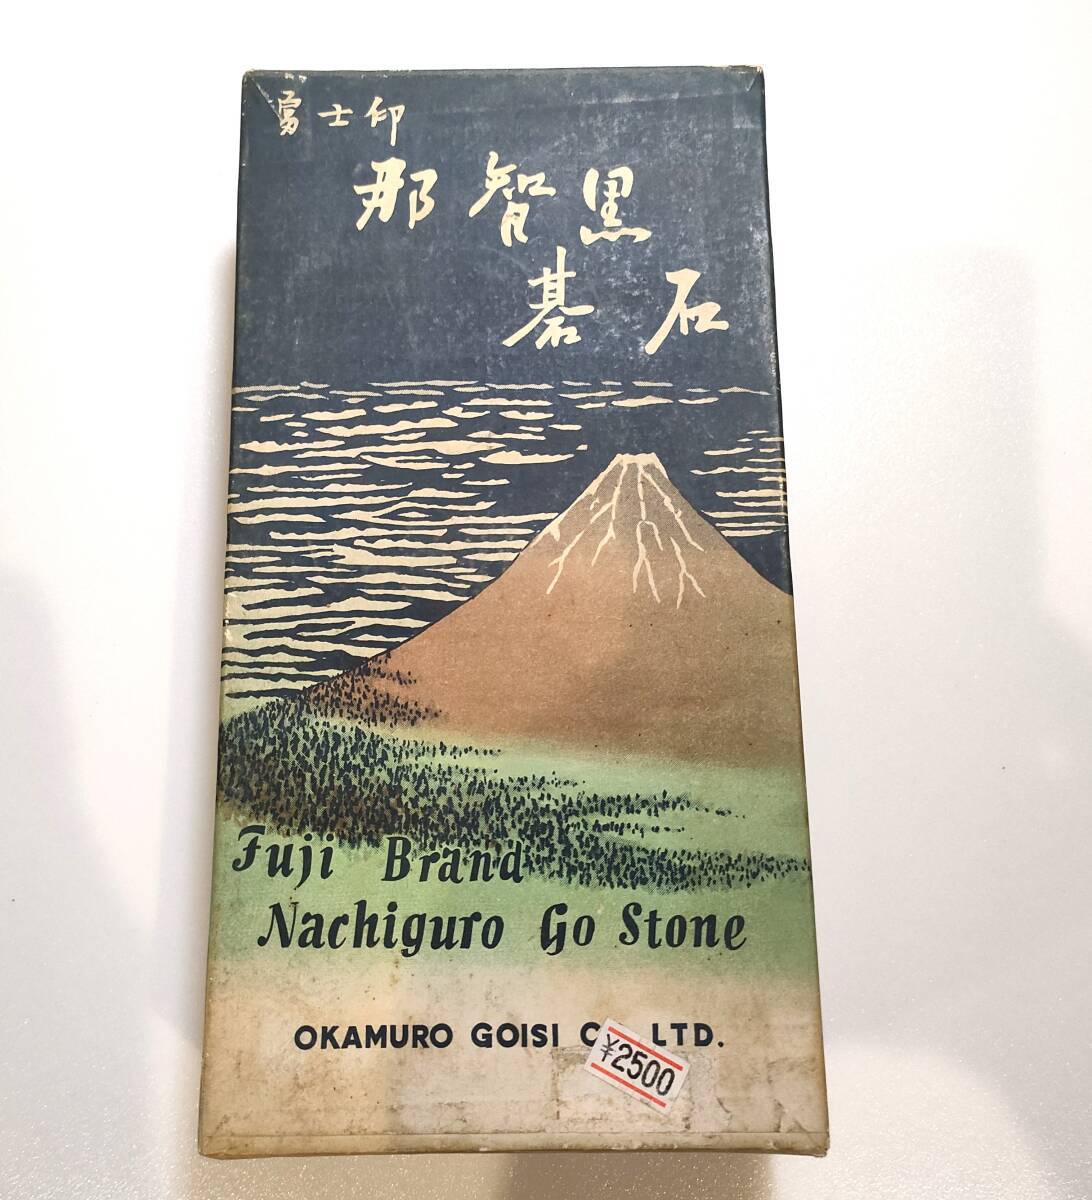 富士印
那智黒
碁石
Fuji Brand
Nachiguro Go Stone
OKAMURO GOISI C LTD.
¥2500